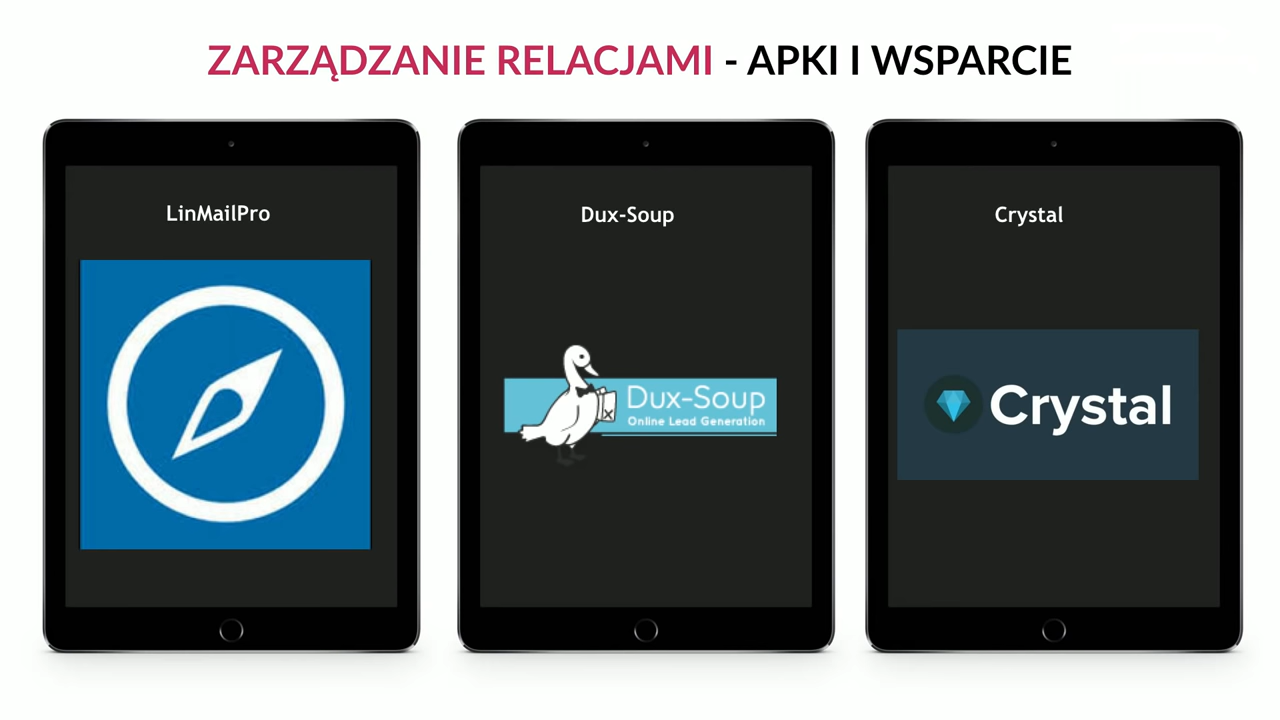 ZARZĄDZANIE RELACJAMI - APKI I WSPARCIE
LinMailPro
Dux-Soup
Dux-Soup
Online Lead Generation
Crystal
Crystal